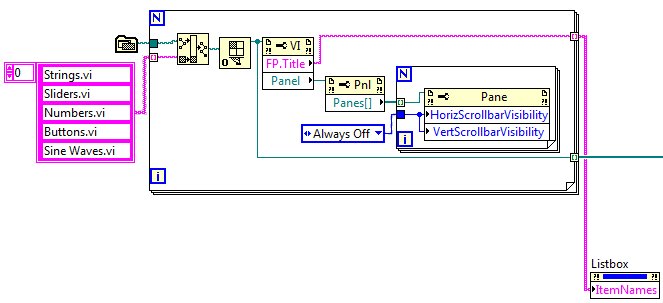 N
VI
FP.Title
Panel
0
Strings.vi
Sliders.vi
Numbers.vi
Buttons.vi
Sine Waves.vi
0
PnI
Panes[]
N
Pane
HorizScrollbarVisibility
VertScrollbarVisibility
Always Off
i
i
Listbox
ItemNames